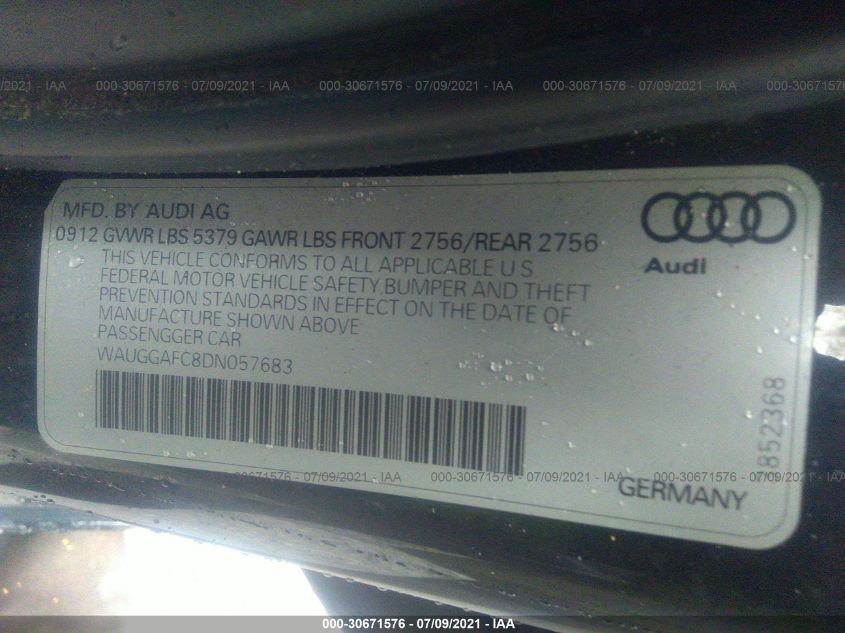 /2021 - IAA 000-30671576 - 07/09/2021 - IAA 000-30671576 - 07/09/2021 - IAA 000-30671576 - 07/09/2
MFD. BY AUDI AG
0912 GVWR LBS 5379 GAWR LBS FRONT 2756/REAR 2756
THIS VEHICLE CONFORMS TO ALL APPLICABLE U S
FEDERAL MOTOR VEHICLE SAFETY,BUMPER AND THEFT
PREVENTION STANDARDS IN EFFECT ON THE DATE OF
MANUFACTURE SHOWN ABOVE
PASSENGGER CAR
WAUGGAFC8DN057683
Audi
7852368
GERMANY
000-30671576 - 07/09/2021 - IAA 000-30671576 - 07/09/2021 - IAA 000-30671576 - 07/09/2021 - IAA
000-30671576 - 07/09/2021 - IAA